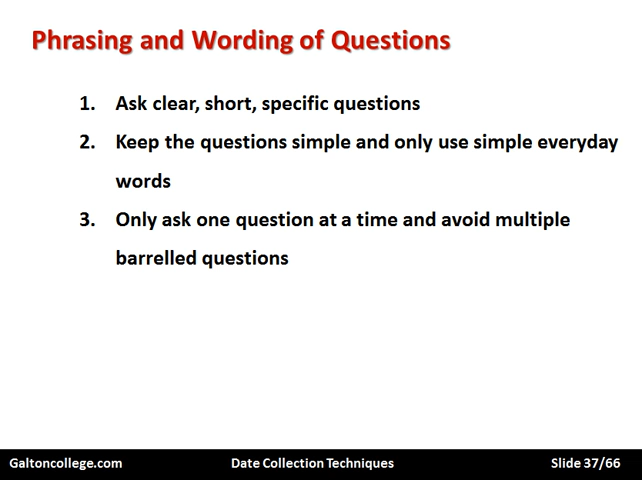 Phrasing and Wording of Questions
1. Ask clear, short, specific questions
2. Keep the questions simple and only use simple everyday
words
3. Only ask one question at a time and avoid multiple
barrelled questions
Galtoncollege.com Date Collection Techniques Slide 37/66